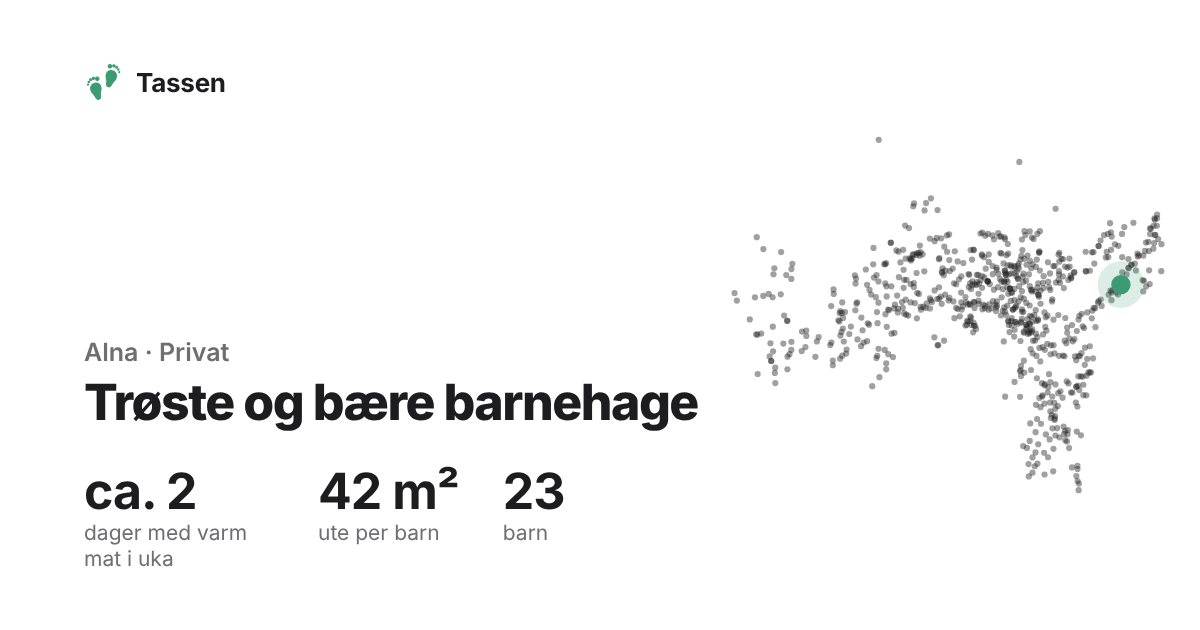 Tassen
Alna · Privat
Trøste og bære barnehage
ca. 2
dager med varm
mat i uka
42 m²
ute per barn
23
barn